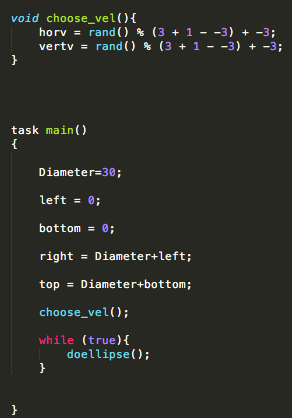 void choose_vel(){
horv = rand() % (3 + 1 - -3) + -3;
vertv = rand() % (3 + 1 - -3) + -3;
}
task main()
{
Diameter=30;
left = 0;
bottom = 0;
right = Diameter+left;
top = Diameter+bottom;
choose_vel();
while (true){
doellipse();
}
}